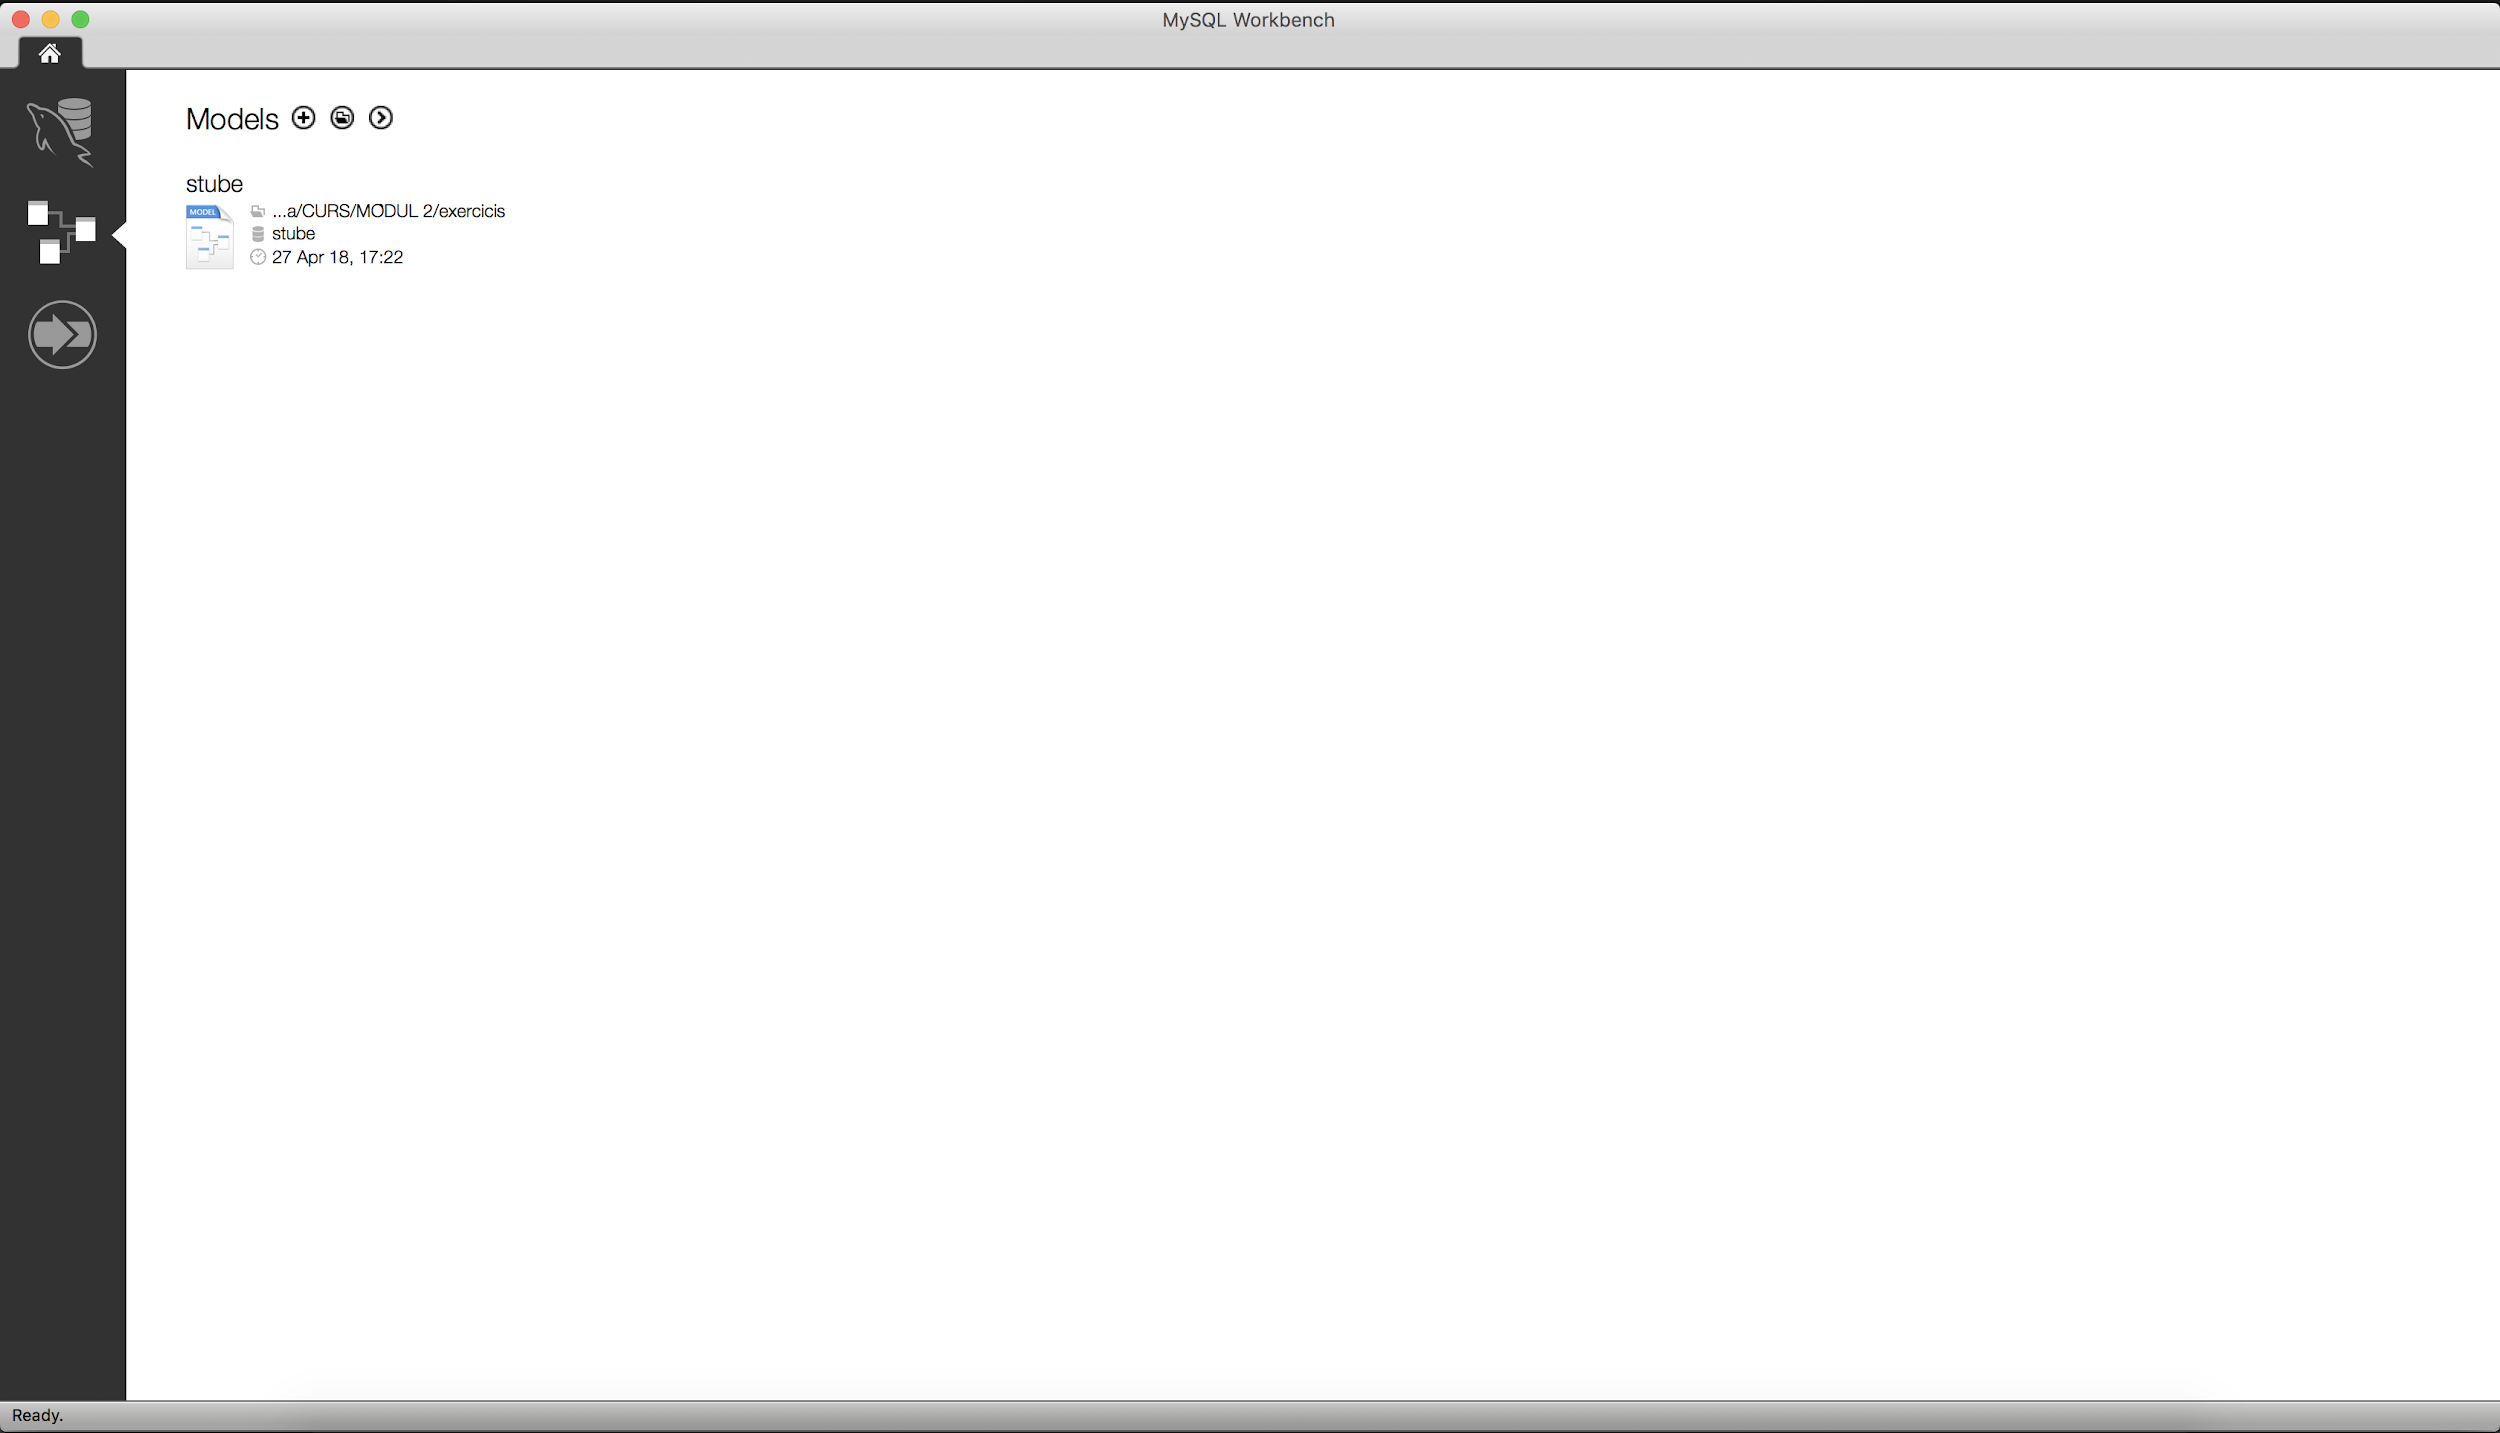 MySQL Workbench
Models
stube
MODEL
...a/CURS/MODUL 2/exercicis
stube
27 Apr 18, 17:22
Ready.